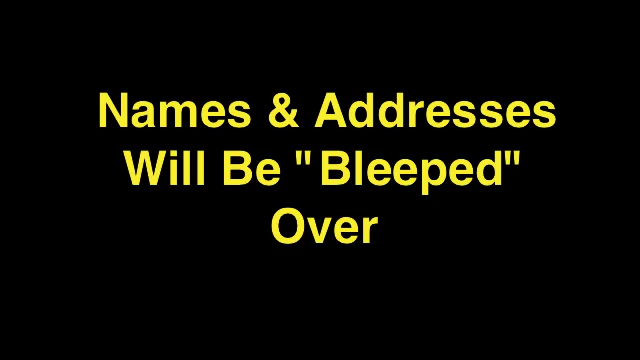 Names & Addresses
Will Be "Bleeped"
Over